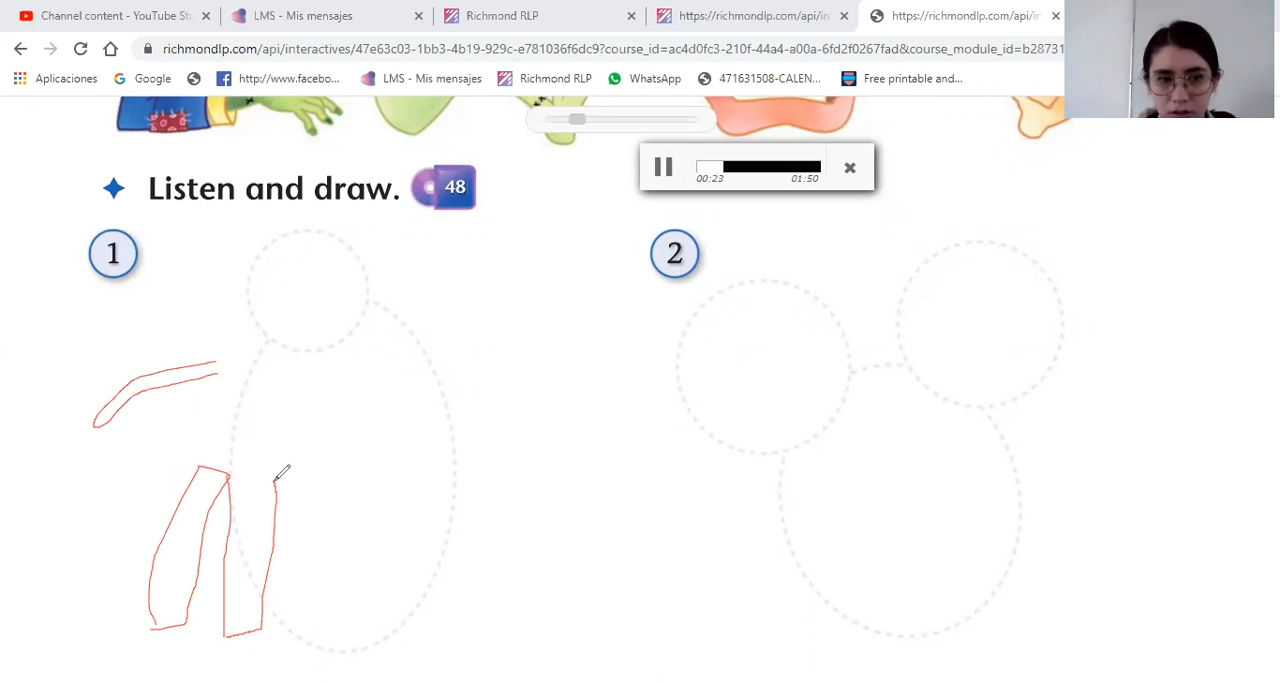 Channel content - YouTube St
LMS - Mis mensajes
Richmond RLP
https://richmondlp.com/api/in
https://richmondlp.com/api/in
richmondlp.com/api/interactives/47e63c03-1bb3-4b19-929c-e781036f6dc9?course_id=ac4d0fc3-210f-44a4-a00a-6fd2f0267fad&course_module_id=b28731
Aplicaciones
Google
http://www.facebo...
LMS - Mis mensajes
Richmond RLP
WhatsApp
471631508-CALEN...
Free printable and...
00:23
01:50
Listen and draw.
48
1
2